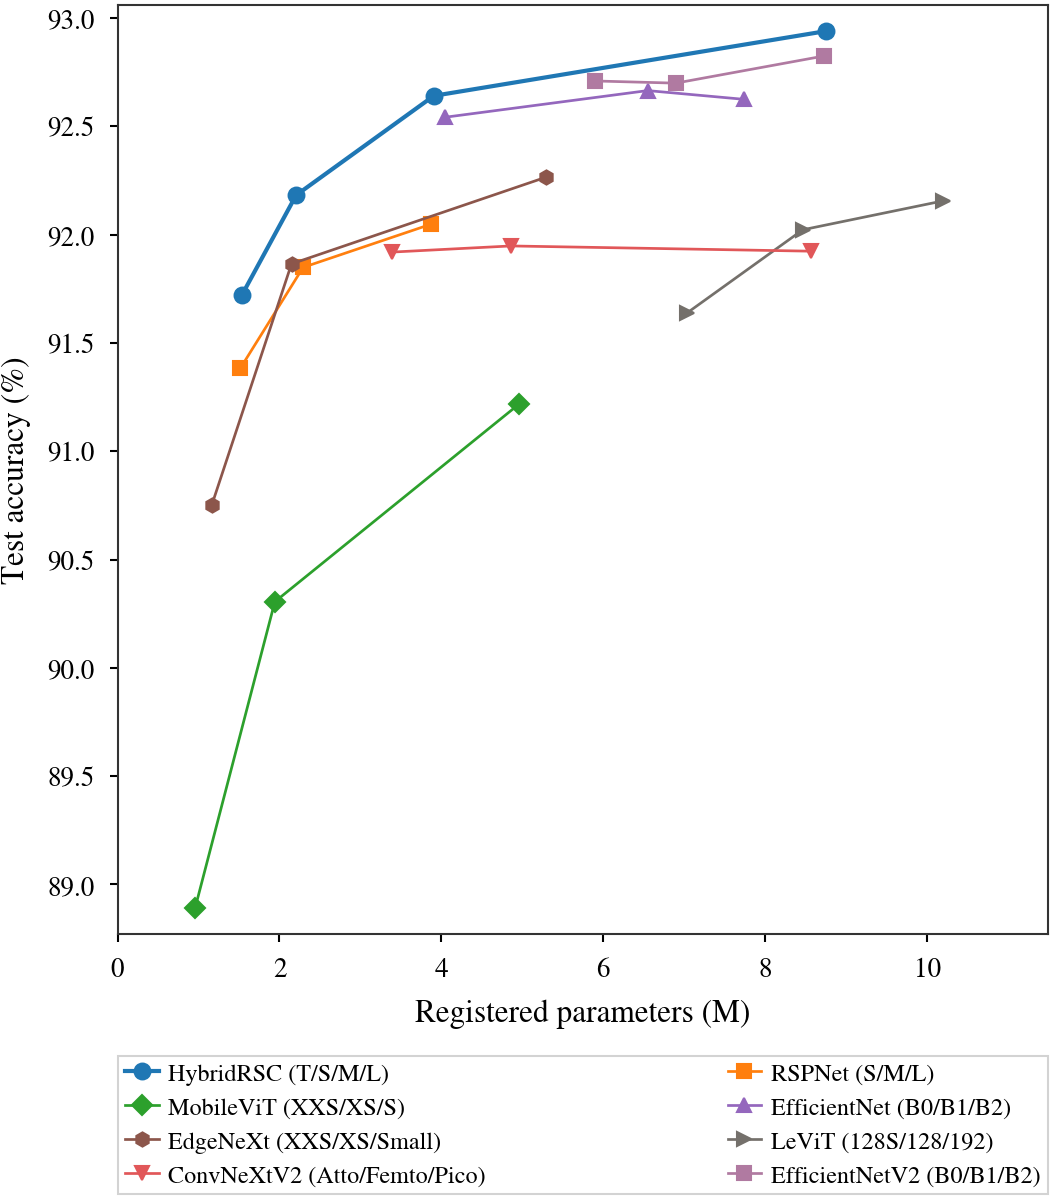 93.0
92.5
92.0
91.5
91.0
90.5
90.0
89.5
89.0
Test accuracy (%)
0 2 4 6 8 10
Registered parameters (M)
HybridRSC (T/S/M/L)
MobileViT (XXS/XS/S)
EdgeNeXt (XXS/XS/Small)
ConvNeXtV2 (Atto/Femto/Pico)
RSPNet (S/M/L)
EfficientNet (B0/B1/B2)
LeViT (128S/128/192)
EfficientNetV2 (B0/B1/B2)